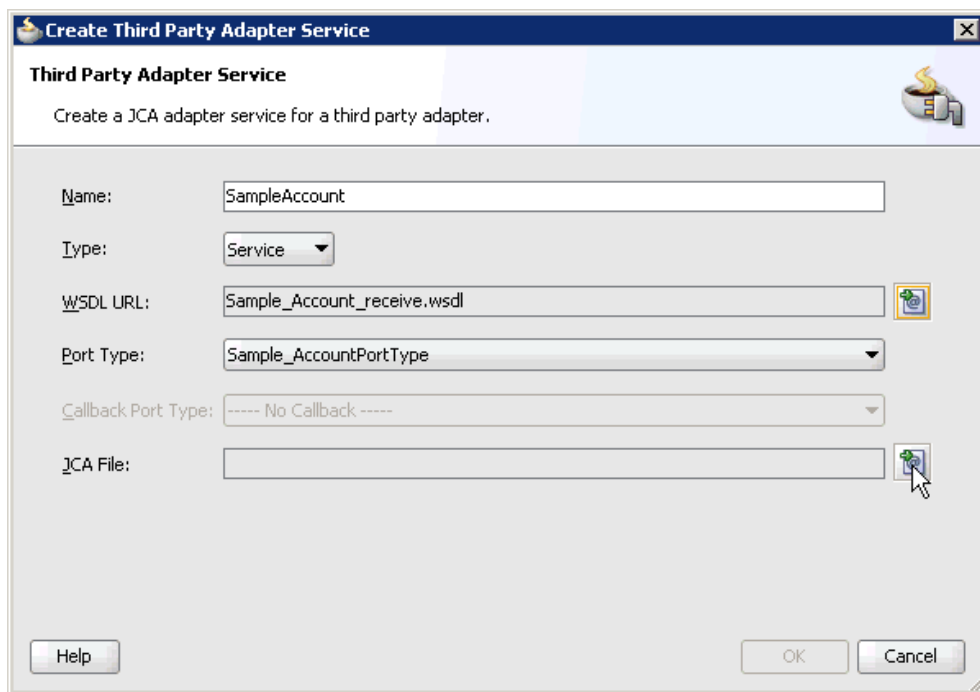 Create Third Party Adapter Service
Third Party Adapter Service
Create a JCA adapter service for a third party adapter.
Name: SampleAccount
Type: Service
WSDL URL: Sample_Account_receive.wsdl
Port Type: Sample_AccountPortType
Callback Port Type: ----- No Callback -----
JCA File:
Help OK Cancel